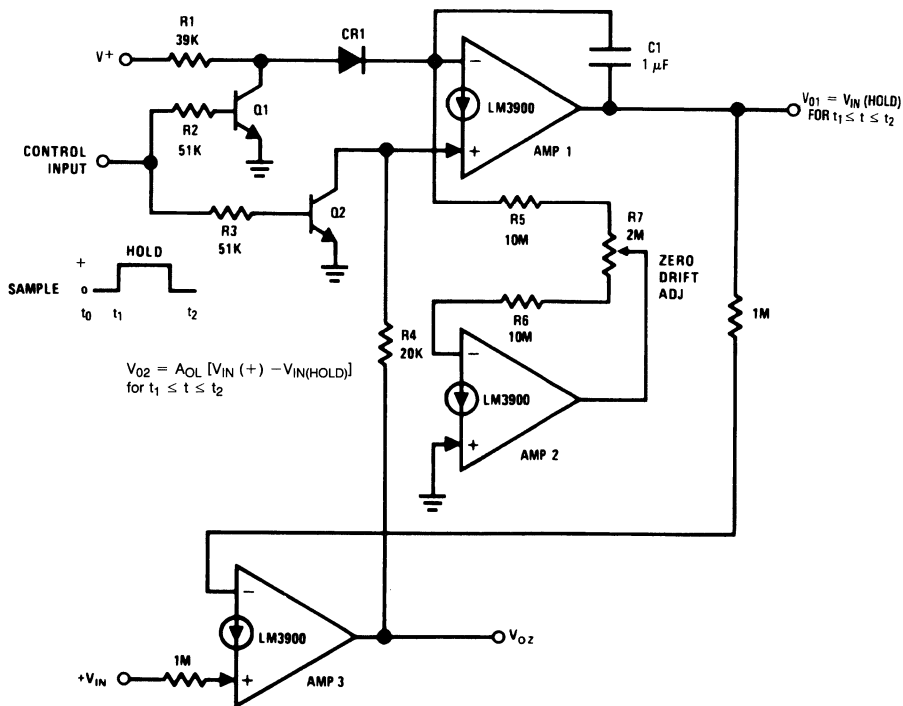 R1
39K
V+
CR1
C1
1 μF
−
LM3900
+
AMP 1
V01 = VIN (HOLD)
FOR t1 ≤ t ≤ t2
Q1
R2
51K
CONTROL
INPUT
Q2
R3
51K
R5
10M
R7
2M
ZERO
DRIFT
ADJ
+
HOLD
SAMPLE
o
t0
t1
t2
R6
10M
1M
R4
20K
V02 = AOL [VIN (+) −VIN(HOLD)]
for t1 ≤ t ≤ t2
−
LM3900
+
AMP 2
−
LM3900
VOZ
1M
+VIN
+
AMP 3